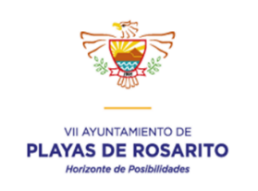 VII AYUNTAMIENTO DE
PLAYAS DE ROSARITO
Horizonte de Posibilidades